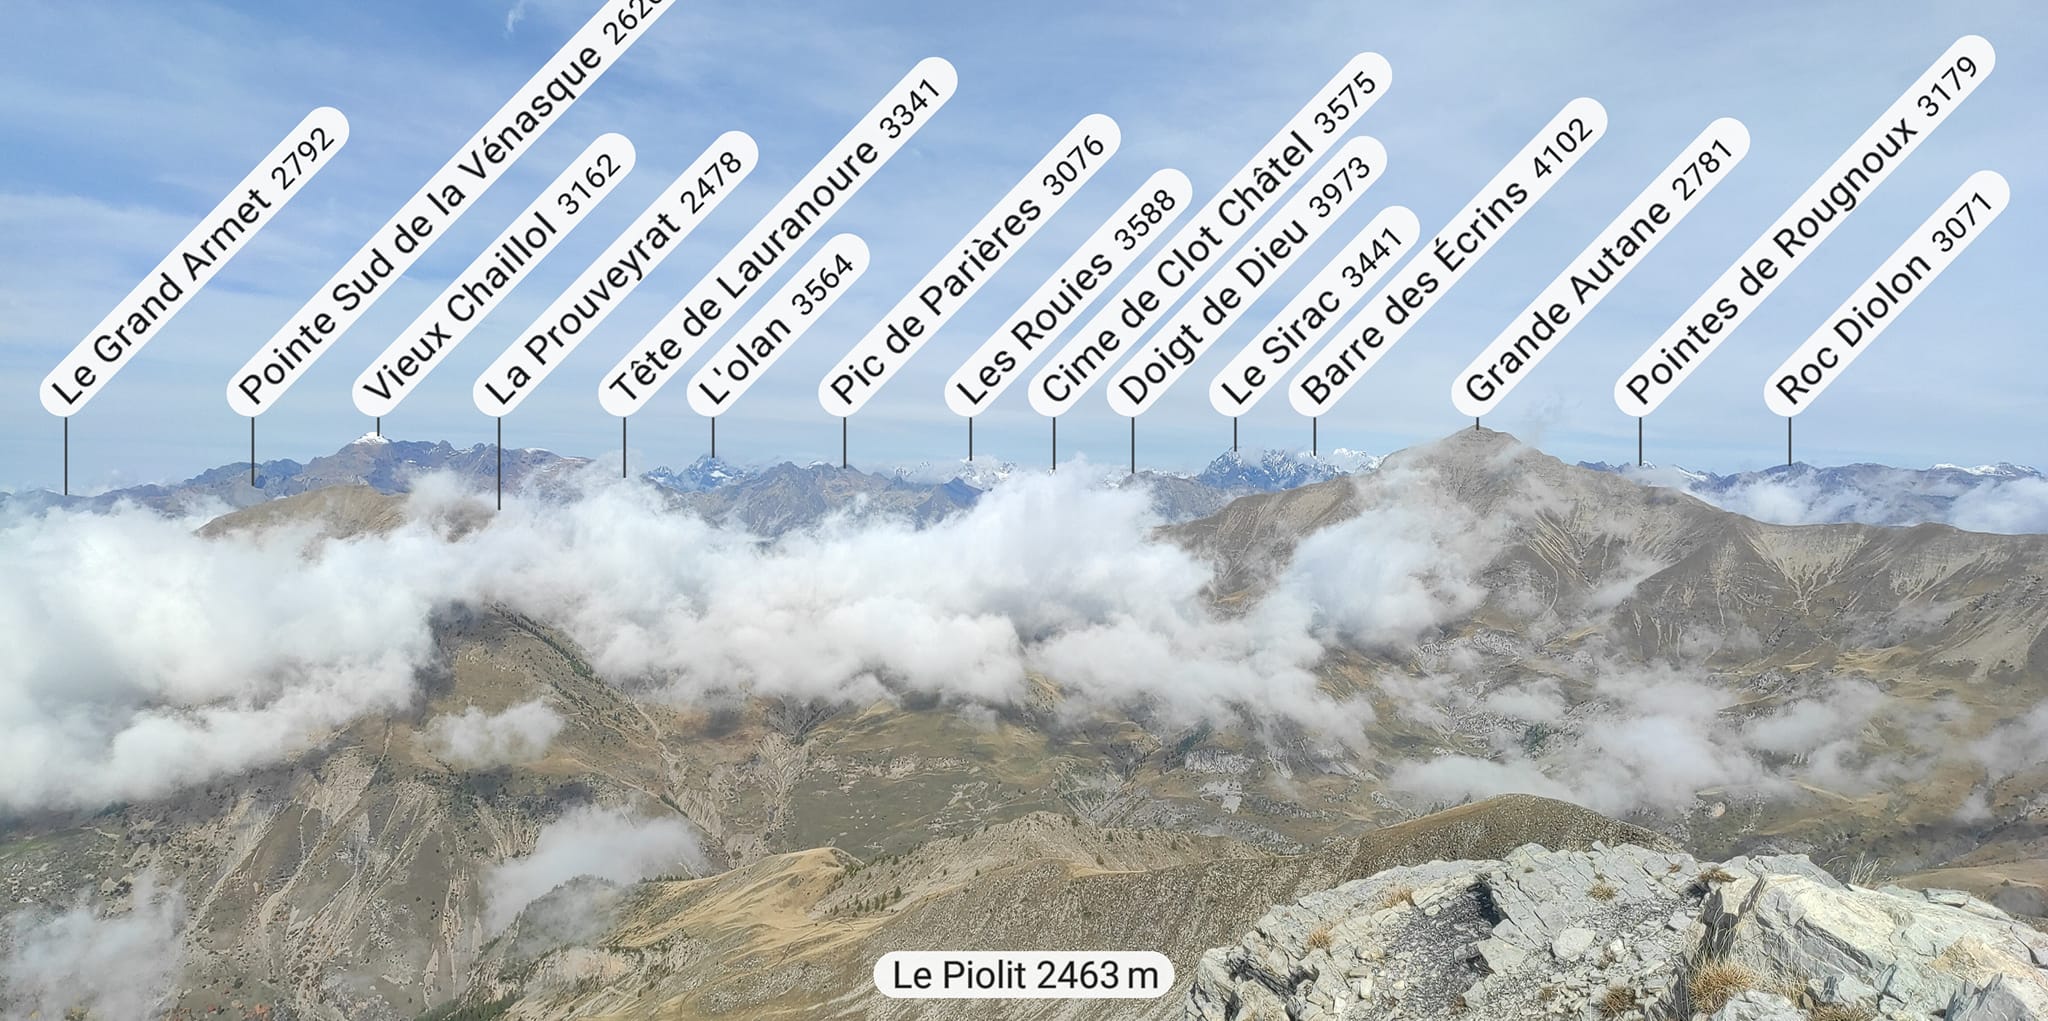 Le Grand Armet 2792
Pointe Sud de la Vénasque
Vieux Chaillol 3162
La Prouveyrat 2478
Tête de Lauranoure 3341
L'olan 3564
Pic de Parières 3076
Les Rouies 3588
Cime de Clot Châtel 3575
Doigt de Dieu 3973
Le Sirac 3441
Barre des Écrins 4102
Grande Autane 2781
Pointes de Rougnoux 3179
Roc Diolon 3071
Le Piolit 2463 m